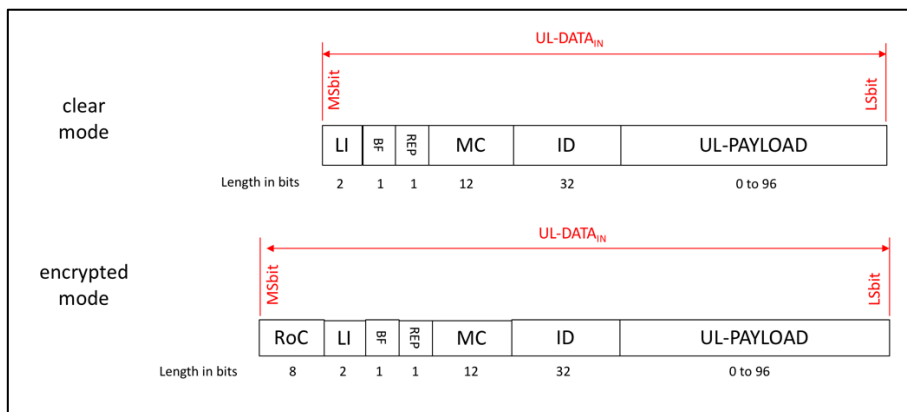 UL-DATAIN
MSbit
LSbit
clear
mode
LI BF REP MC ID UL-PAYLOAD
Length in bits 2 1 1 12 32 0 to 96
UL-DATAIN
MSbit
LSbit
encrypted
mode
RoC LI BF REP MC ID UL-PAYLOAD
Length in bits 8 2 1 1 12 32 0 to 96